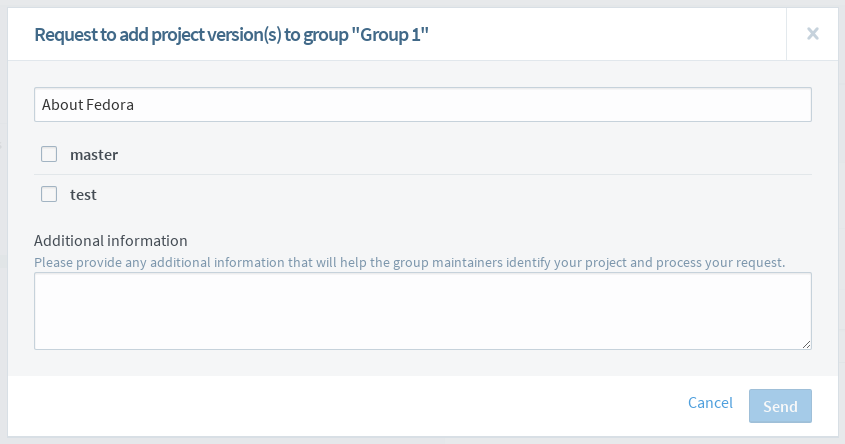 Request to add project version(s) to group "Group 1"
About Fedora
master
test
Additional information
Please provide any additional information that will help the group maintainers identify your project and process your request.
Cancel
Send